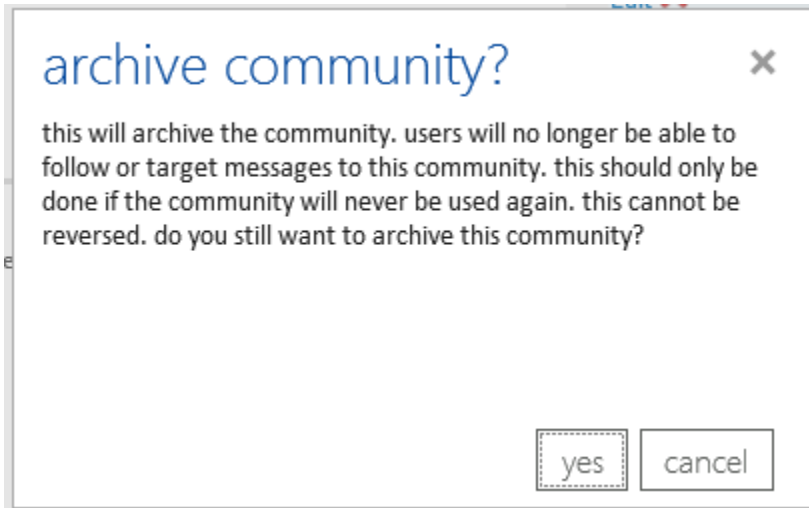 Edit
archive community?
this will archive the community. users will no longer be able to
follow or target messages to this community. this should only be
done if the community will never be used again. this cannot be
reversed. do you still want to archive this community?
e
yes
cancel